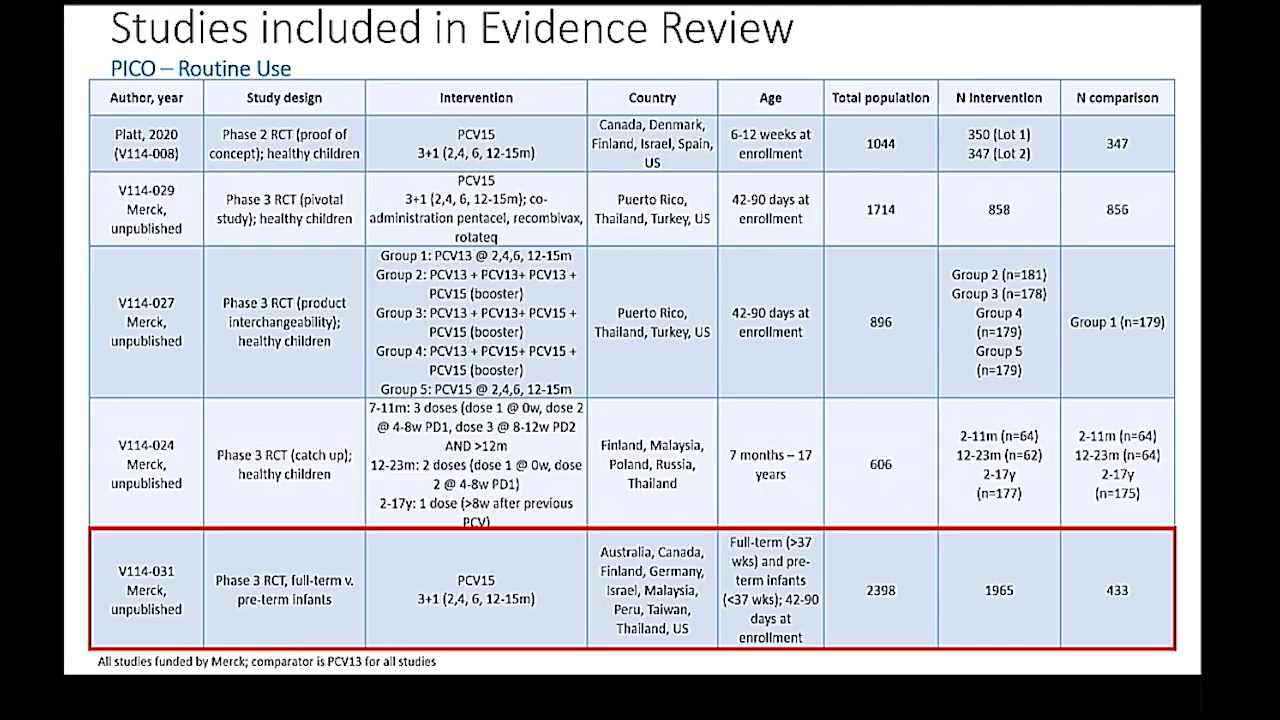 Studies included in Evidence Review
PICO – Routine Use
Author, year
Study design
Intervention
Country
Age
Total population
N Intervention
N comparison
Platt, 2020
(V114-008)
Phase 2 RCT (proof of
concept); healthy children
PCV15
3+1 (2,4, 6, 12-15m)
Canada, Denmark,
Finland, Israel, Spain,
US
6-12 weeks at
enrollment
1044
350 (Lot 1)
347 (Lot 2)
347
V114-029
Merck,
unpublished
Phase 3 RCT (pivotal
study); healthy children
PCV15
3+1 (2,4, 6, 12-15m); co-
administration pentacel, recombivax,
rotateq
Puerto Rico,
Thailand, Turkey, US
42-90 days at
enrollment
1714
858
856
V114-027
Merck,
unpublished
Phase 3 RCT (product
interchangeability);
healthy children
Group 1: PCV13 @ 2,4,6, 12-15m
Group 2: PCV13 + PCV13+ PCV13 +
PCV15 (booster)
Group 3: PCV13 + PCV13+ PCV15 +
PCV15 (booster)
Group 4: PCV13 + PCV15+ PCV15 +
PCV15 (booster)
Group 5: PCV15 @ 2,4,6, 12-15m
Puerto Rico,
Thailand, Turkey, US
42-90 days at
enrollment
896
Group 2 (n=181)
Group 3 (n=178)
Group 4
(n=179)
Group 5
(n=179)
Group 1 (n=179)
V114-024
Merck,
unpublished
Phase 3 RCT (catch up);
healthy children
7-11m: 3 doses (dose 1 @ 0w, dose 2
@ 4-8w PD1, dose 3 @ 8-12w PD2
AND >12m
12-23m: 2 doses (dose 1 @ 0w, dose
2 @ 4-8w PD1)
2-17y: 1 dose (>8w after previous
PCV)
Finland, Malaysia,
Poland, Russia,
Thailand
7 months – 17
years
606
2-11m (n=64)
12-23m (n=62)
2-17y
(n=177)
2-11m (n=64)
12-23m (n=64)
2-17y
(n=175)
V114-031
Merck,
unpublished
Phase 3 RCT, full-term v.
pre-term infants
PCV15
3+1 (2,4, 6, 12-15m)
Australia, Canada,
Finland, Germany,
Israel, Malaysia,
Peru, Taiwan,
Thailand, US
Full-term (>37
wks) and pre-
term infants
(<37 wks); 42-90
days at
enrollment
2398
1965
433
All studies funded by Merck; comparator is PCV13 for all studies